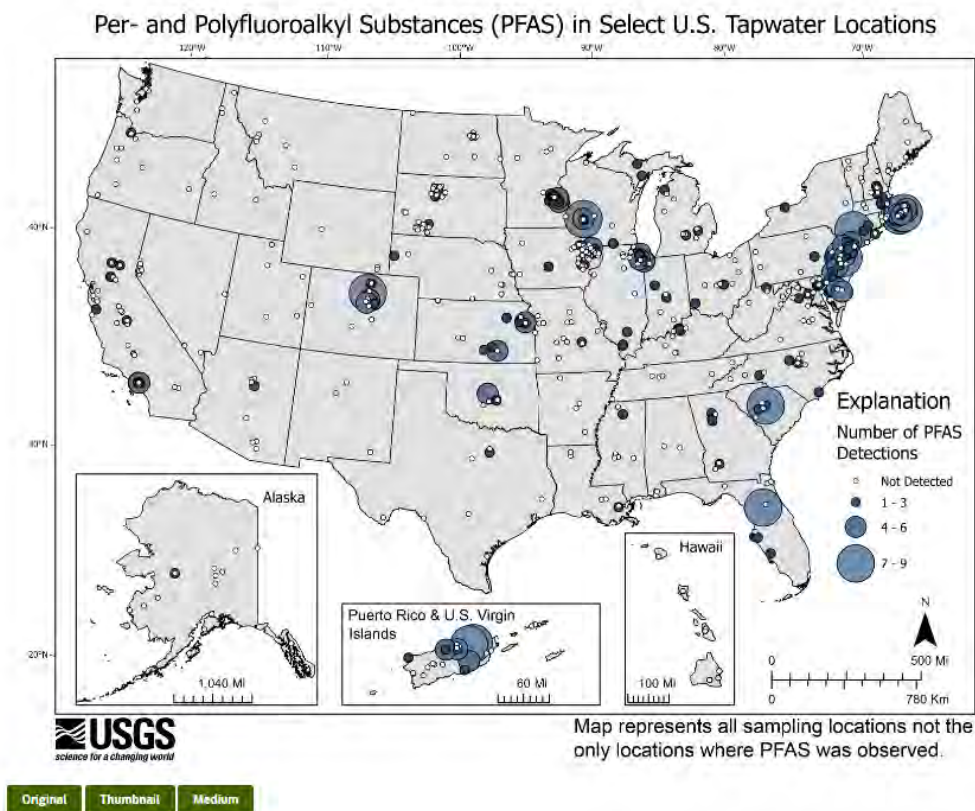 Per- and Polyfluoroalkyl Substances (PFAS) in Select U.S. Tapwater Locations
120°W 110°W 100°W 90°W 80°W 70°W
40°N
30°N
20°N
Explanation
Number of PFAS
Detections
Not Detected
1 - 3
4 - 6
7 - 9
Alaska
1,040 Mi
Puerto Rico & U.S. Virgin
Islands
60 Mi
Hawaii
100 Mi
N
0 500 Mi
0 780 Km
USGS
science for a changing world
Map represents all sampling locations not the
only locations where PFAS was observed.
Original Thumbnail Medium